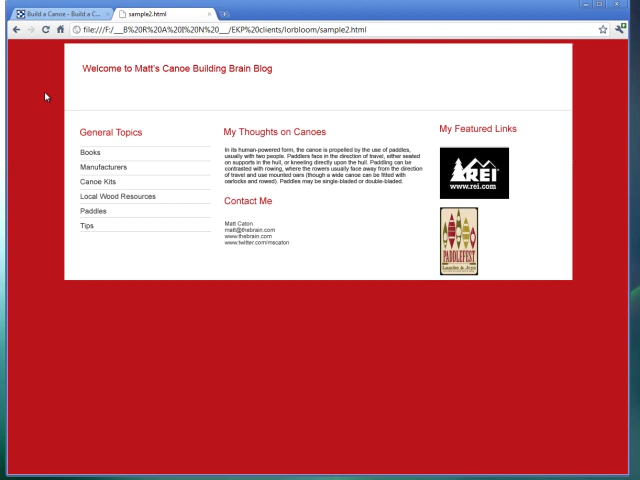 Build a Canoe - Build a C...
sample2.html
file:///F:/__B%20R%20A%20I%20N%20__/EKP%20clients/lorbloom/sample2.html
Welcome to Matt's Canoe Building Brain Blog
General Topics
Books
Manufacturers
Canoe Kits
Local Wood Resources
Paddles
Tips
My Thoughts on Canoes
In its human-powered form, the canoe is propelled by the use of paddles,
usually with two people. Paddlers face in the direction of travel, either seated
on supports in the hull, or kneeling directly upon the hull. Paddling can be
contrasted with rowing, where the rowers usually face away from the direction
of travel and use mounted oars (though a wide canoe can be fitted with
oarlocks and rowed). Paddles may be single-bladed or double-bladed.
Contact Me
Matt Caton
matt@thebrain.com
www.thebrain.com
www.twitter.com/mscaton
My Featured Links
REI
www.rei.com
PADDLEFEST